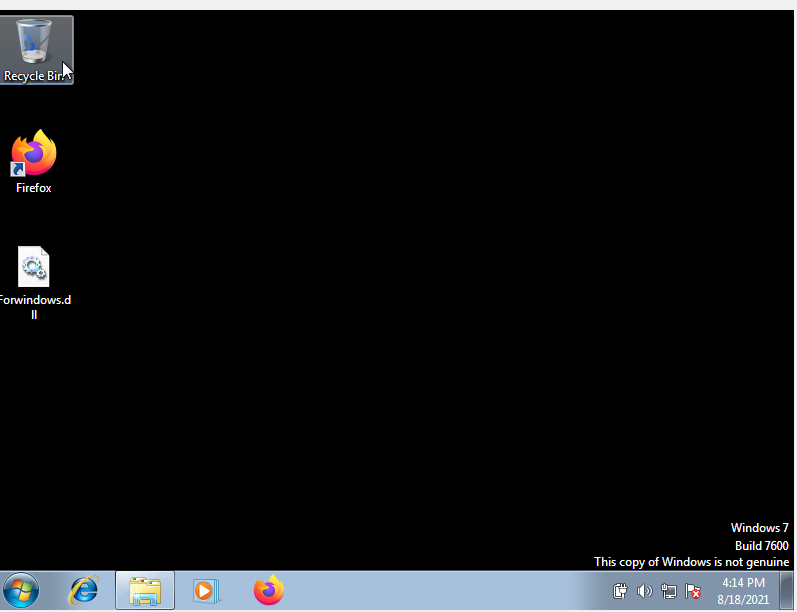 Recycle Bin
Firefox
Forwindows.d
ll
Windows 7
Build 7600
This copy of Windows is not genuine
4:14 PM
8/18/2021